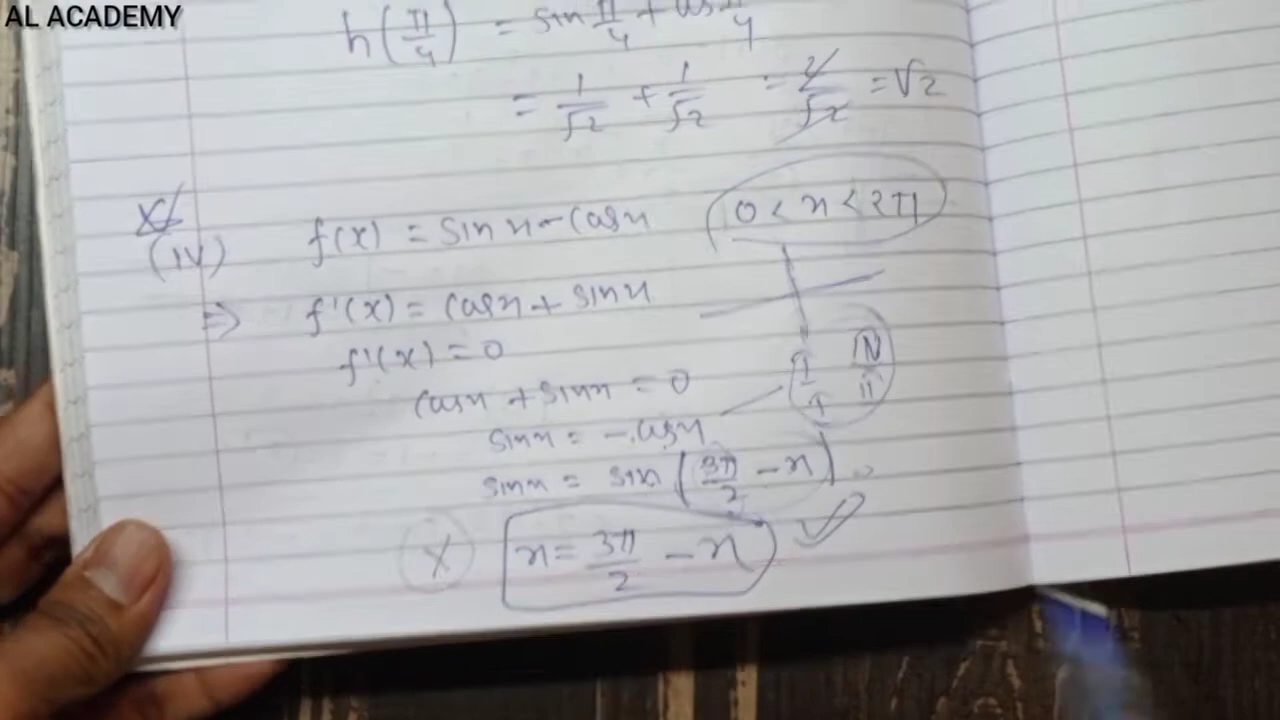 AL ACADEMY
h(π/4) = sin π/4 + cos π/4
= 1/√2 + 1/√2 = 2/√2 = √2
(iv) f(x) = sin x - cos x 0 < x < 2π
⇒ f'(x) = cos x + sin x
f'(x) = 0
cos x + sin x = 0
sin x = - cos x
sin x = sin (3π/2 - x)
x = 3π/2 - x